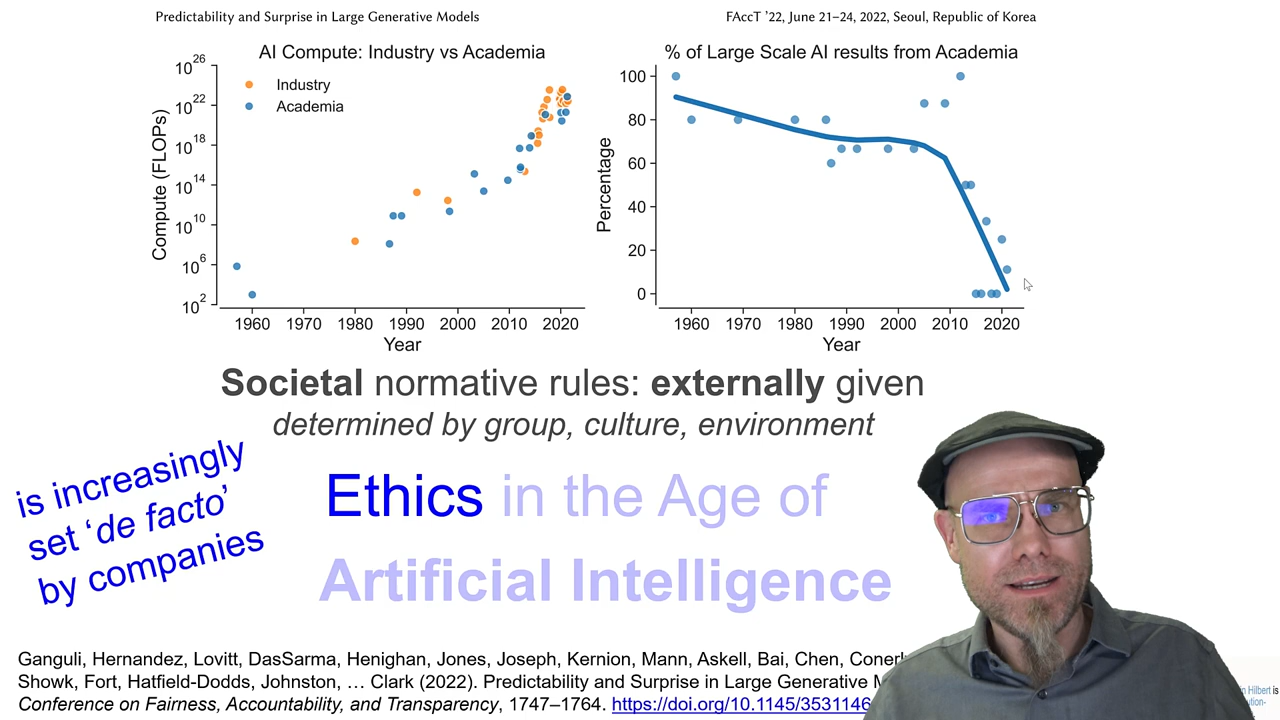 Predictability and Surprise in Large Generative Models
FAccT ’22, June 21–24, 2022, Seoul, Republic of Korea
AI Compute: Industry vs Academia
Industry
Academia
Compute (FLOPs)
10^26
10^22
10^18
10^14
10^10
10^6
10^2
1960 1970 1980 1990 2000 2010 2020
Year
% of Large Scale AI results from Academia
Percentage
100
80
60
40
20
0
1960 1970 1980 1990 2000 2010 2020
Year
Societal normative rules: externally given
determined by group, culture, environment
is increasingly
set ‘de facto’
by companies
Ethics in the Age of
Artificial Intelligence
Ganguli, Hernandez, Lovitt, DasSarma, Henighan, Jones, Joseph, Kernion, Mann, Askell, Bai, Chen,
Showk, Fort, Hatfield-Dodds, Johnston, … Clark (2022). Predictability and Surprise in Large Generative
Conference on Fairness, Accountability, and Transparency, 1747–1764. https://doi.org/10.1145/3531146
Hilbert is